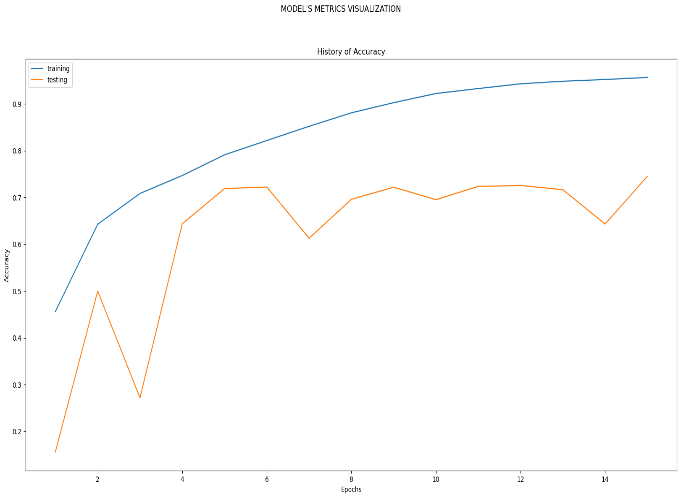 MODEL'S METRICS VISUALIZATION
History of Accuracy
training
testing
0.9
0.8
0.7
0.6
0.5
0.4
0.3
0.2
Accuracy
2 4 6 8 10 12 14
Epochs